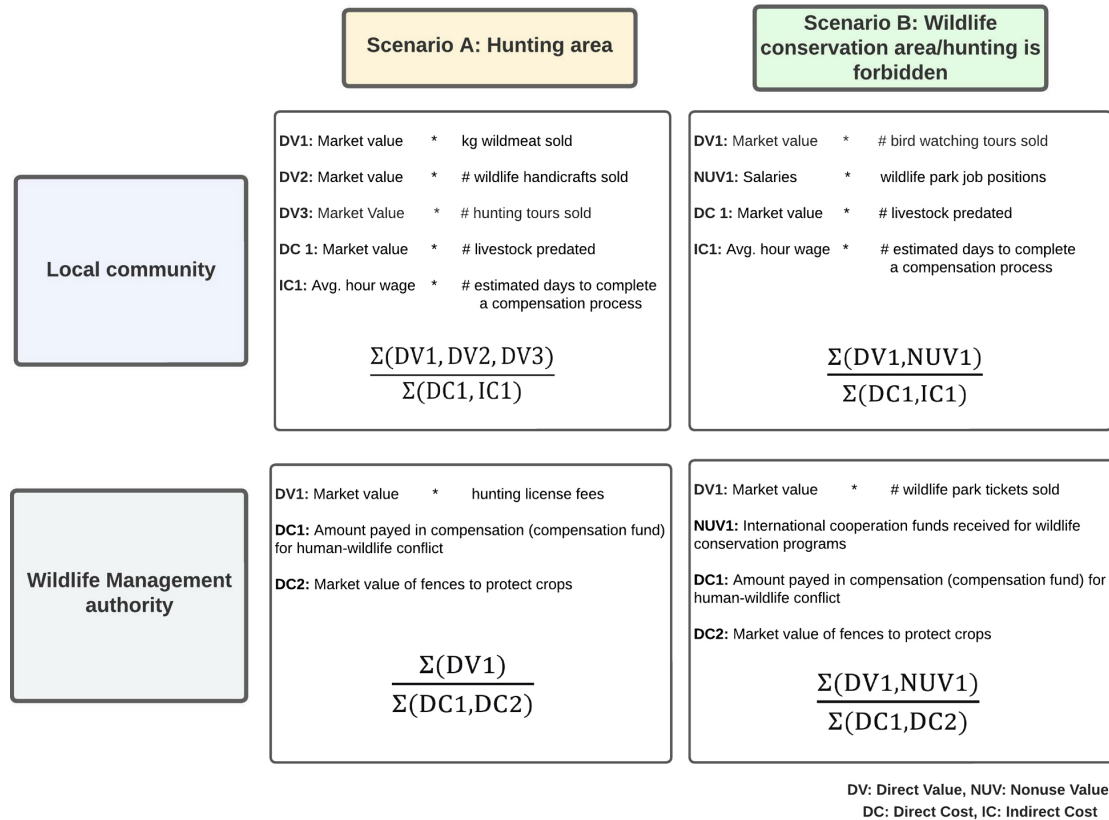 Scenario A: Hunting area
Scenario B: Wildlife
conservation area/hunting is
forbidden
Local community
DV1: Market value * kg wildmeat sold
DV2: Market value * # wildlife handicrafts sold
DV3: Market Value * # hunting tours sold
DC 1: Market value * # livestock predated
IC1: Avg. hour wage * # estimated days to complete
a compensation process
Σ(DV1, DV2, DV3)
Σ(DC1, IC1)
DV1: Market value * # bird watching tours sold
NUV1: Salaries * wildlife park job positions
DC 1: Market value * # livestock predated
IC1: Avg. hour wage * # estimated days to complete
a compensation process
Σ(DV1,NUV1)
Σ(DC1,IC1)
Wildlife Management
authority
DV1: Market value * hunting license fees
DC1: Amount payed in compensation (compensation fund)
for human-wildlife conflict
DC2: Market value of fences to protect crops
Σ(DV1)
Σ(DC1,DC2)
DV1: Market value * # wildlife park tickets sold
NUV1: International cooperation funds received for wildlife
conservation programs
DC1: Amount payed in compensation (compensation fund) for
human-wildlife conflict
DC2: Market value of fences to protect crops
Σ(DV1,NUV1)
Σ(DC1,DC2)
DV: Direct Value, NUV: Nonuse Value
DC: Direct Cost, IC: Indirect Cost